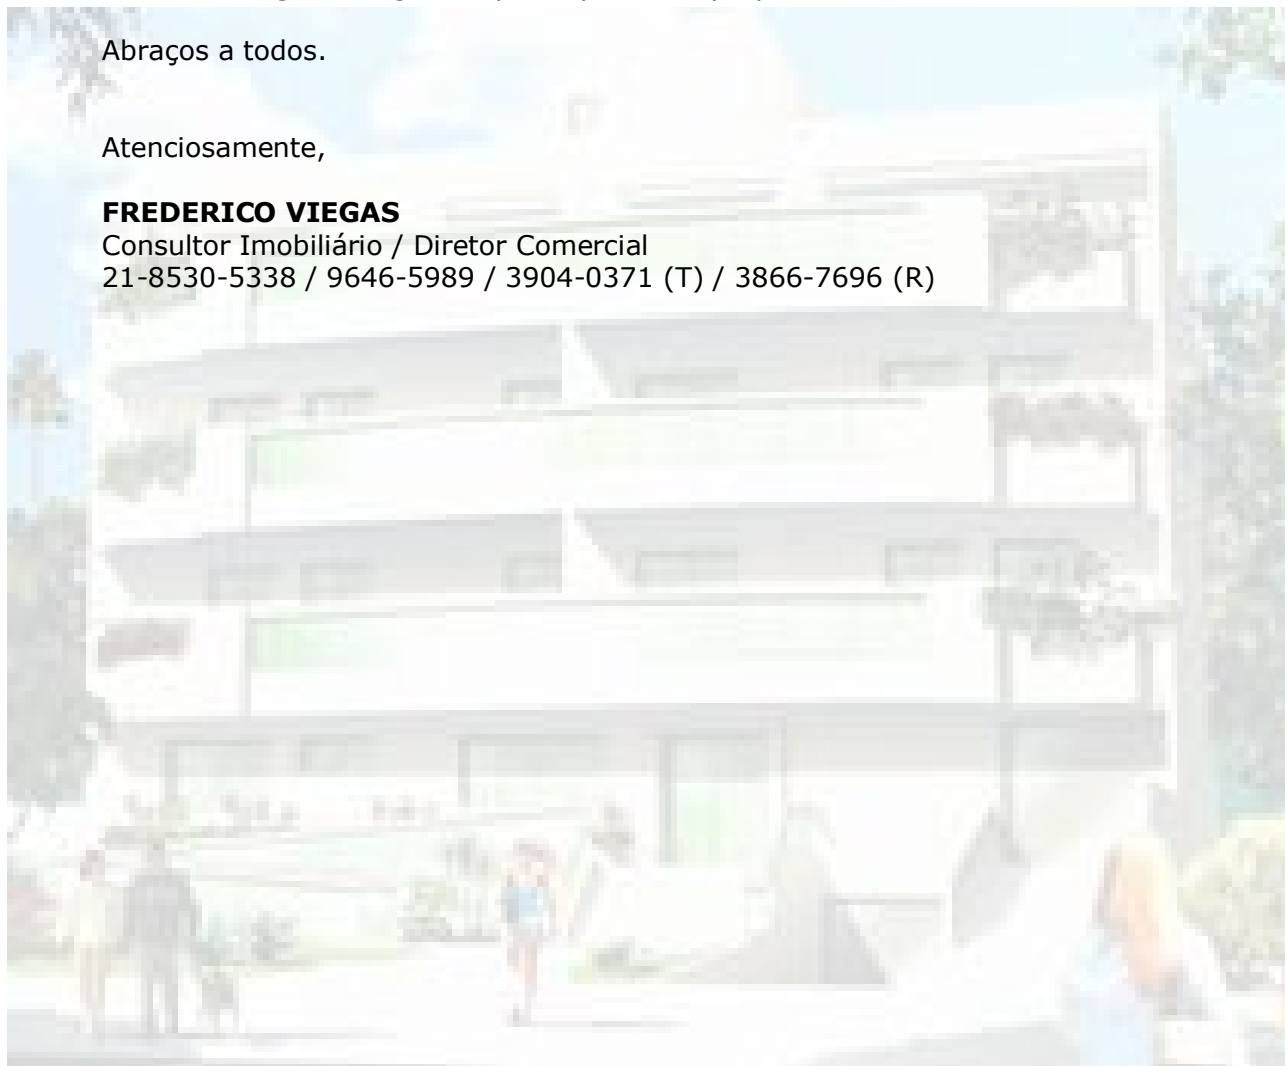 Abraços a todos.
Atenciosamente,
FREDERICO VIEGAS
Consultor Imobiliário / Diretor Comercial
21-8530-5338 / 9646-5989 / 3904-0371 (T) / 3866-7696 (R)